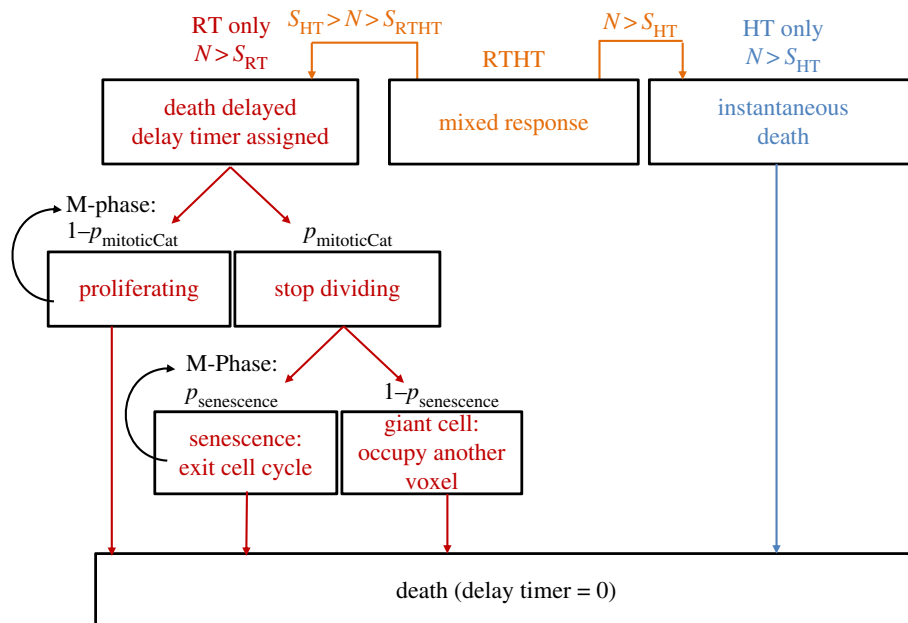 RT only
N > S_RT
S_HT > N > S_RTHT
RTHT
N > S_HT
HT only
N > S_HT
death delayed
delay timer assigned
mixed response
instantaneous
death
M-phase:
1–p_mitoticCat
p_mitoticCat
proliferating
stop dividing
M-Phase:
p_senescence
1–p_senescence
senescence:
exit cell cycle
giant cell:
occupy another
voxel
death (delay timer = 0)